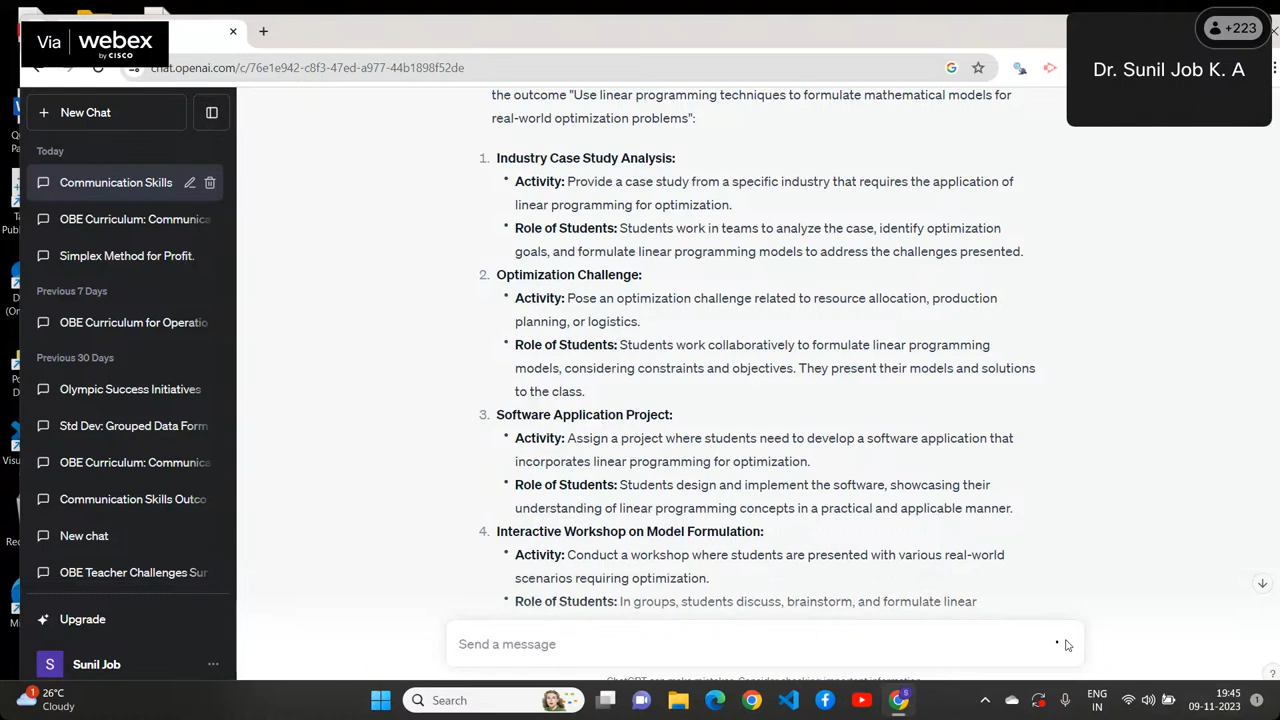 Via webex
by CISCO
+223
Dr. Sunil Job K. A
chat.openai.com/c/76e1e942-c8f3-47ed-a977-44b1898f52de
New Chat
Today
Communication Skills
OBE Curriculum: Communica
Simplex Method for Profit.
Previous 7 Days
OBE Curriculum for Operatio
Previous 30 Days
Olympic Success Initiatives
Std Dev: Grouped Data Form
OBE Curriculum: Communica
Communication Skills Outco
New chat
OBE Teacher Challenges Sur
Upgrade
S Sunil Job
the outcome "Use linear programming techniques to formulate mathematical models for
real-world optimization problems":
1. Industry Case Study Analysis:
• Activity: Provide a case study from a specific industry that requires the application of
linear programming for optimization.
• Role of Students: Students work in teams to analyze the case, identify optimization
goals, and formulate linear programming models to address the challenges presented.
2. Optimization Challenge:
• Activity: Pose an optimization challenge related to resource allocation, production
planning, or logistics.
• Role of Students: Students work collaboratively to formulate linear programming
models, considering constraints and objectives. They present their models and solutions
to the class.
3. Software Application Project:
• Activity: Assign a project where students need to develop a software application that
incorporates linear programming for optimization.
• Role of Students: Students design and implement the software, showcasing their
understanding of linear programming concepts in a practical and applicable manner.
4. Interactive Workshop on Model Formulation:
• Activity: Conduct a workshop where students are presented with various real-world
scenarios requiring optimization.
• Role of Students: In groups, students discuss, brainstorm, and formulate linear
Send a message
1
26°C
Cloudy
Search
ENG
IN
19:45
09-11-2023